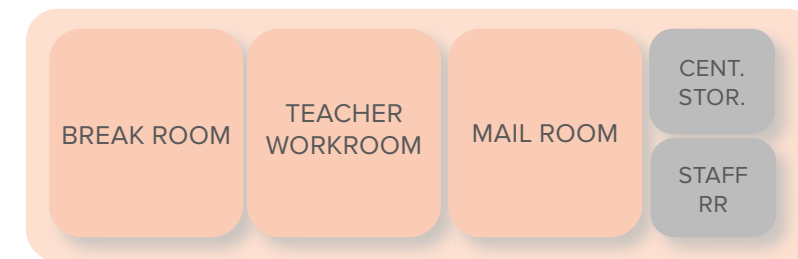 BREAK ROOM
TEACHER
WORKROOM
MAIL ROOM
CENT.
STOR.
STAFF
RR